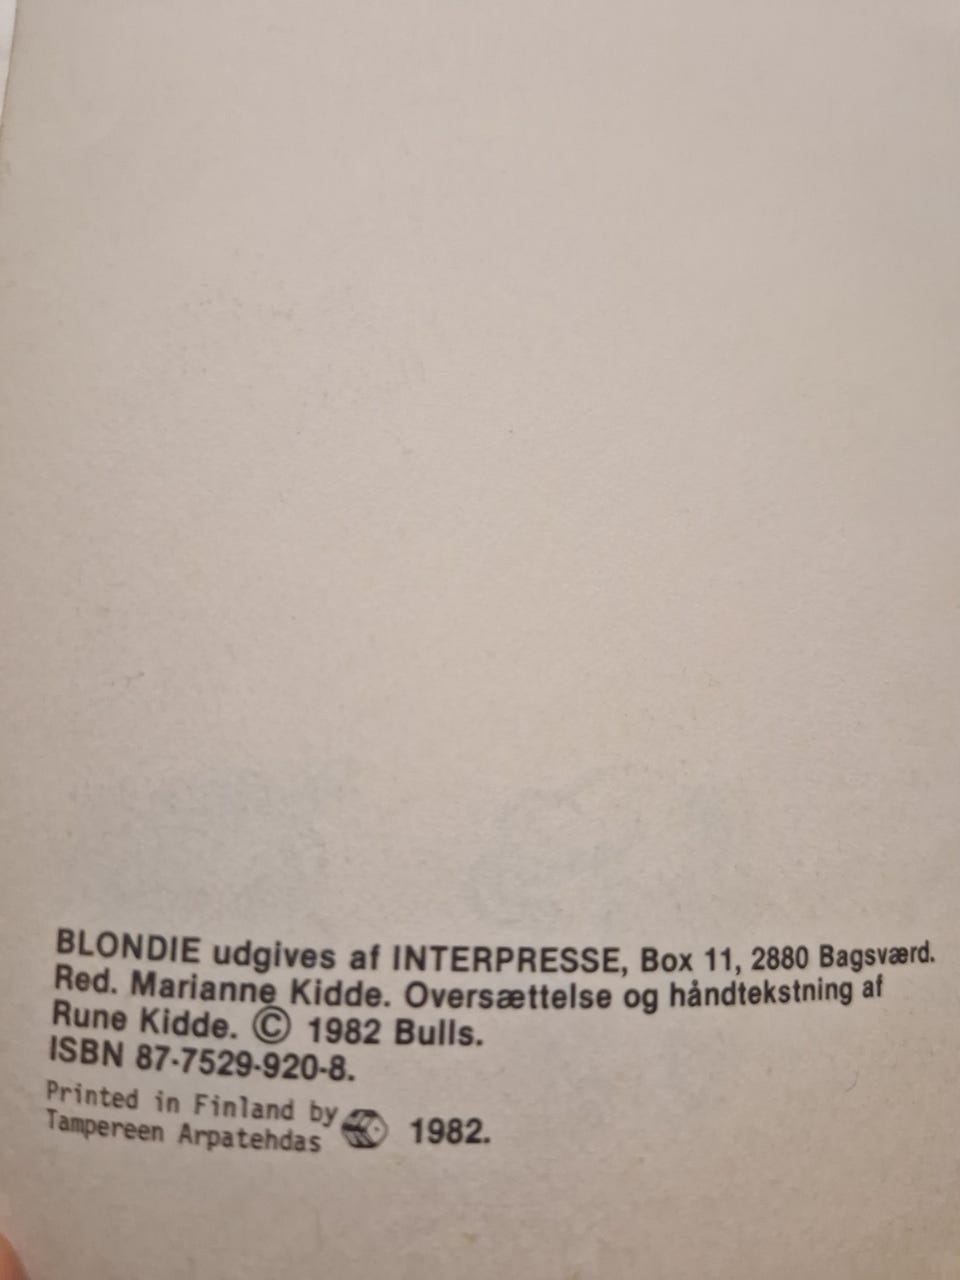 BLONDIE udgives af INTERPRESSE, Box 11, 2880 Bagsværd.
Red. Marianne Kidde. Oversættelse og håndtekstning af
Rune Kidde. © 1982 Bulls.
ISBN 87-7529-920-8.
Printed in Finland by
Tampereen Arpatehdas 1982.